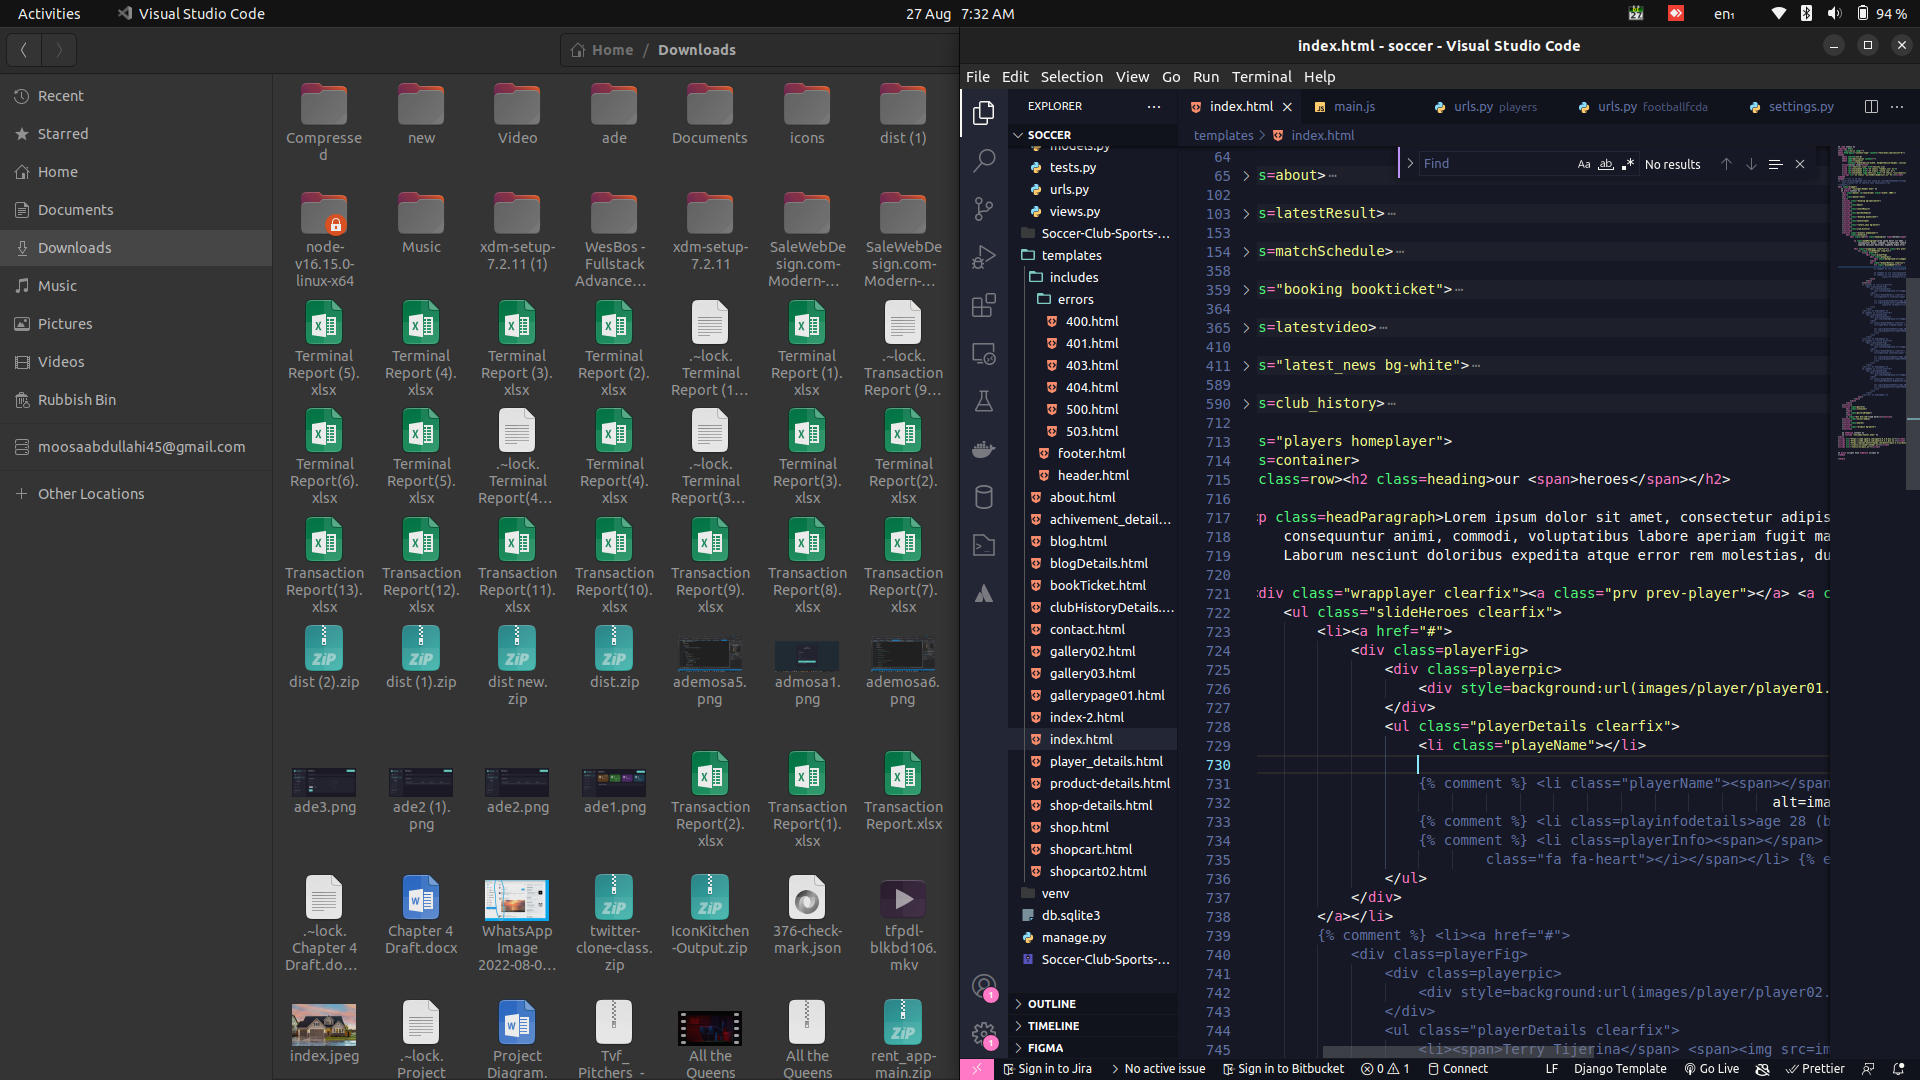 Activities
Visual Studio Code
27 Aug 7:32 AM
27
en₁
94 %
Home / Downloads
Recent
Starred
Home
Documents
Downloads
Music
Pictures
Videos
Rubbish Bin
moosaabdullahi45@gmail.com
Other Locations
Compresse
d
new
Video
ade
Documents
icons
dist (1)
node-
v16.15.0-
linux-x64
Music
xdm-setup-
7.2.11 (1)
WesBos -
Fullstack
Advance...
xdm-setup-
7.2.11
SaleWebDe
sign.com-
Modern-...
SaleWebDe
sign.com-
Modern-...
Terminal
Report (5).
xlsx
Terminal
Report (4).
xlsx
Terminal
Report (3).
xlsx
Terminal
Report (2).
xlsx
.~lock.
Terminal
Report (1...
Terminal
Report (1).
xlsx
.~lock.
Transaction
Report (9...
Terminal
Report(6).
xlsx
Terminal
Report(5).
xlsx
.~lock.
Terminal
Report(4...
Terminal
Report(4).
xlsx
.~lock.
Terminal
Report(3...
Terminal
Report(3).
xlsx
Terminal
Report(2).
xlsx
Transaction
Report(13).
xlsx
Transaction
Report(12).
xlsx
Transaction
Report(11).
xlsx
Transaction
Report(10).
xlsx
Transaction
Report(9).
xlsx
Transaction
Report(8).
xlsx
Transaction
Report(7).
xlsx
dist (2).zip
dist (1).zip
dist new.
zip
dist.zip
ademosa5.
png
admosa1.
png
ademosa6.
png
ade3.png
ade2 (1).
png
ade2.png
ade1.png
Transaction
Report(2).
xlsx
Transaction
Report(1).
xlsx
Transaction
Report.xlsx
.~lock.
Chapter 4
Draft.do...
Chapter 4
Draft.docx
WhatsApp
Image
2022-08-0...
twitter-
clone-class.
zip
IconKitchen
-Output.zip
376-check-
mark.json
tfpdl-
blkbd106.
mkv
index.jpeg
.~lock.
Project
Project
Diagram.
Tvf_
Pitchers_-
All the
Queens
All the
Queens
rent_app-
main.zip
index.html - soccer - Visual Studio Code
File Edit Selection View Go Run Terminal Help
EXPLORER
SOCCER
models.py
tests.py
urls.py
views.py
Soccer-Club-Sports-...
templates
includes
errors
400.html
401.html
403.html
404.html
500.html
503.html
footer.html
header.html
about.html
achivement_detail...
blog.html
blogDetails.html
bookTicket.html
clubHistoryDetails....
contact.html
gallery02.html
gallery03.html
gallerypage01.html
index-2.html
index.html
player_details.html
product-details.html
shop-details.html
shop.html
shopcart.html
shopcart02.html
venv
db.sqlite3
manage.py
Soccer-Club-Sports-...
OUTLINE
TIMELINE
FIGMA
index.html
main.js
urls.py players
urls.py footballfcda
settings.py
templates > index.html
Find
Aa ab .*
No results
64
65 s=about>⋯
102
103 s=latestResult>⋯
153
154 s=matchSchedule>⋯
358
359 s="booking bookticket">⋯
364
365 s=latestvideo>⋯
410
411 s="latest_news bg-white">⋯
589
590 s=club_history>⋯
712
713 s="players homeplayer">
714 s=container>
715 class=row><h2 class=heading>our <span>heroes</span></h2>
716
717 p class=headParagraph>Lorem ipsum dolor sit amet, consectetur adipis
718 consequuntur animi, commodi, voluptatibus labore aperiam fugit ma
719 Laborum nesciunt doloribus expedita atque error rem molestias, du
720
721 div class="wrapplayer clearfix"><a class="prv prev-player"></a> <a c
722 <ul class="slideHeroes clearfix">
723 <li><a href="#">
724 <div class=playerFig>
725 <div class=playerpic>
726 <div style=background:url(images/player/player01.
727 </div>
728 <ul class="playerDetails clearfix">
729 <li class="playeName"></li>
730
731 {% comment %} <li class="playerName"><span></span
732 alt=ima
733 {% comment %} <li class=playinfodetails>age 28 (b
734 {% comment %} <li class=playerInfo><span></span>
735 class="fa fa-heart"></i></span></li> {% e
736 </ul>
737 </div>
738 </a></li>
739 {% comment %} <li><a href="#">
740 <div class=playerFig>
741 <div class=playerpic>
742 <div style=background:url(images/player/player02.
743 </div>
744 <ul class="playerDetails clearfix">
745 <li><span>Terry Tijerina</span> <span><img src=im
1
1
Sign in to Jira
No active issue
Sign in to Bitbucket
0 1
Connect
LF
Django Template
Go Live
Prettier